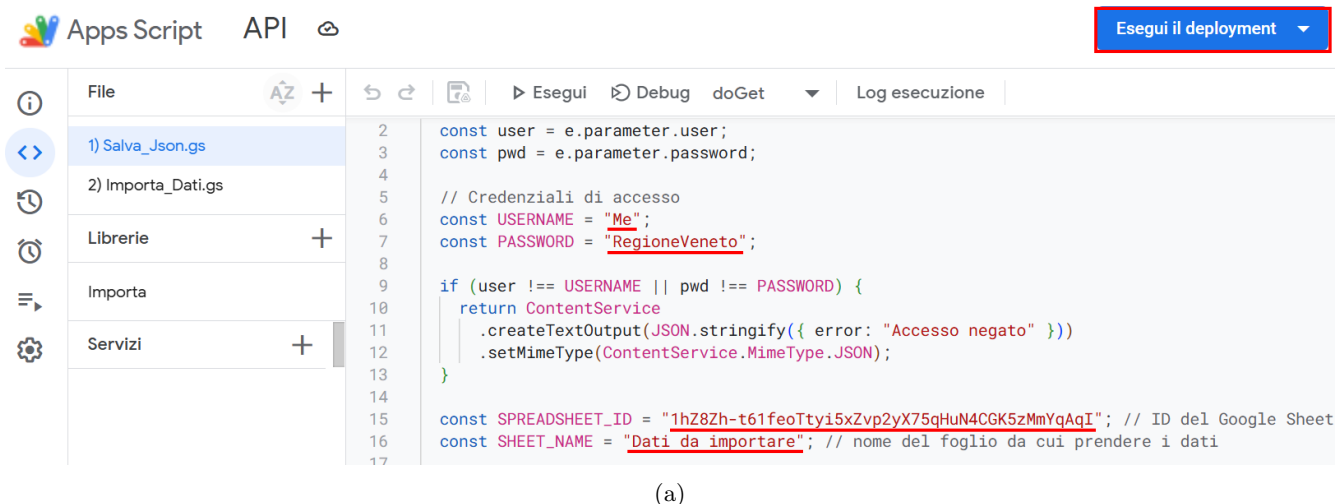 Apps Script API
Esegui il deployment
File
AZ
Esegui Debug doGet Log esecuzione
1) Salva_Json.gs
2) Importa_Dati.gs
Librerie
Importa
Servizi
2 const user = e.parameter.user;
3 const pwd = e.parameter.password;
4
5 // Credenziali di accesso
6 const USERNAME = "Me";
7 const PASSWORD = "RegioneVeneto";
8
9 if (user !== USERNAME || pwd !== PASSWORD) {
10 return ContentService
11 .createTextOutput(JSON.stringify({ error: "Accesso negato" }))
12 .setMimeType(ContentService.MimeType.JSON);
13 }
14
15 const SPREADSHEET_ID = "1hZ8Zh-t61feoTtyi5xZvp2yX75qHuN4CGK5zMmYqAqI"; // ID del Google Sheet
16 const SHEET_NAME = "Dati da importare"; // nome del foglio da cui prendere i dati
17
(a)